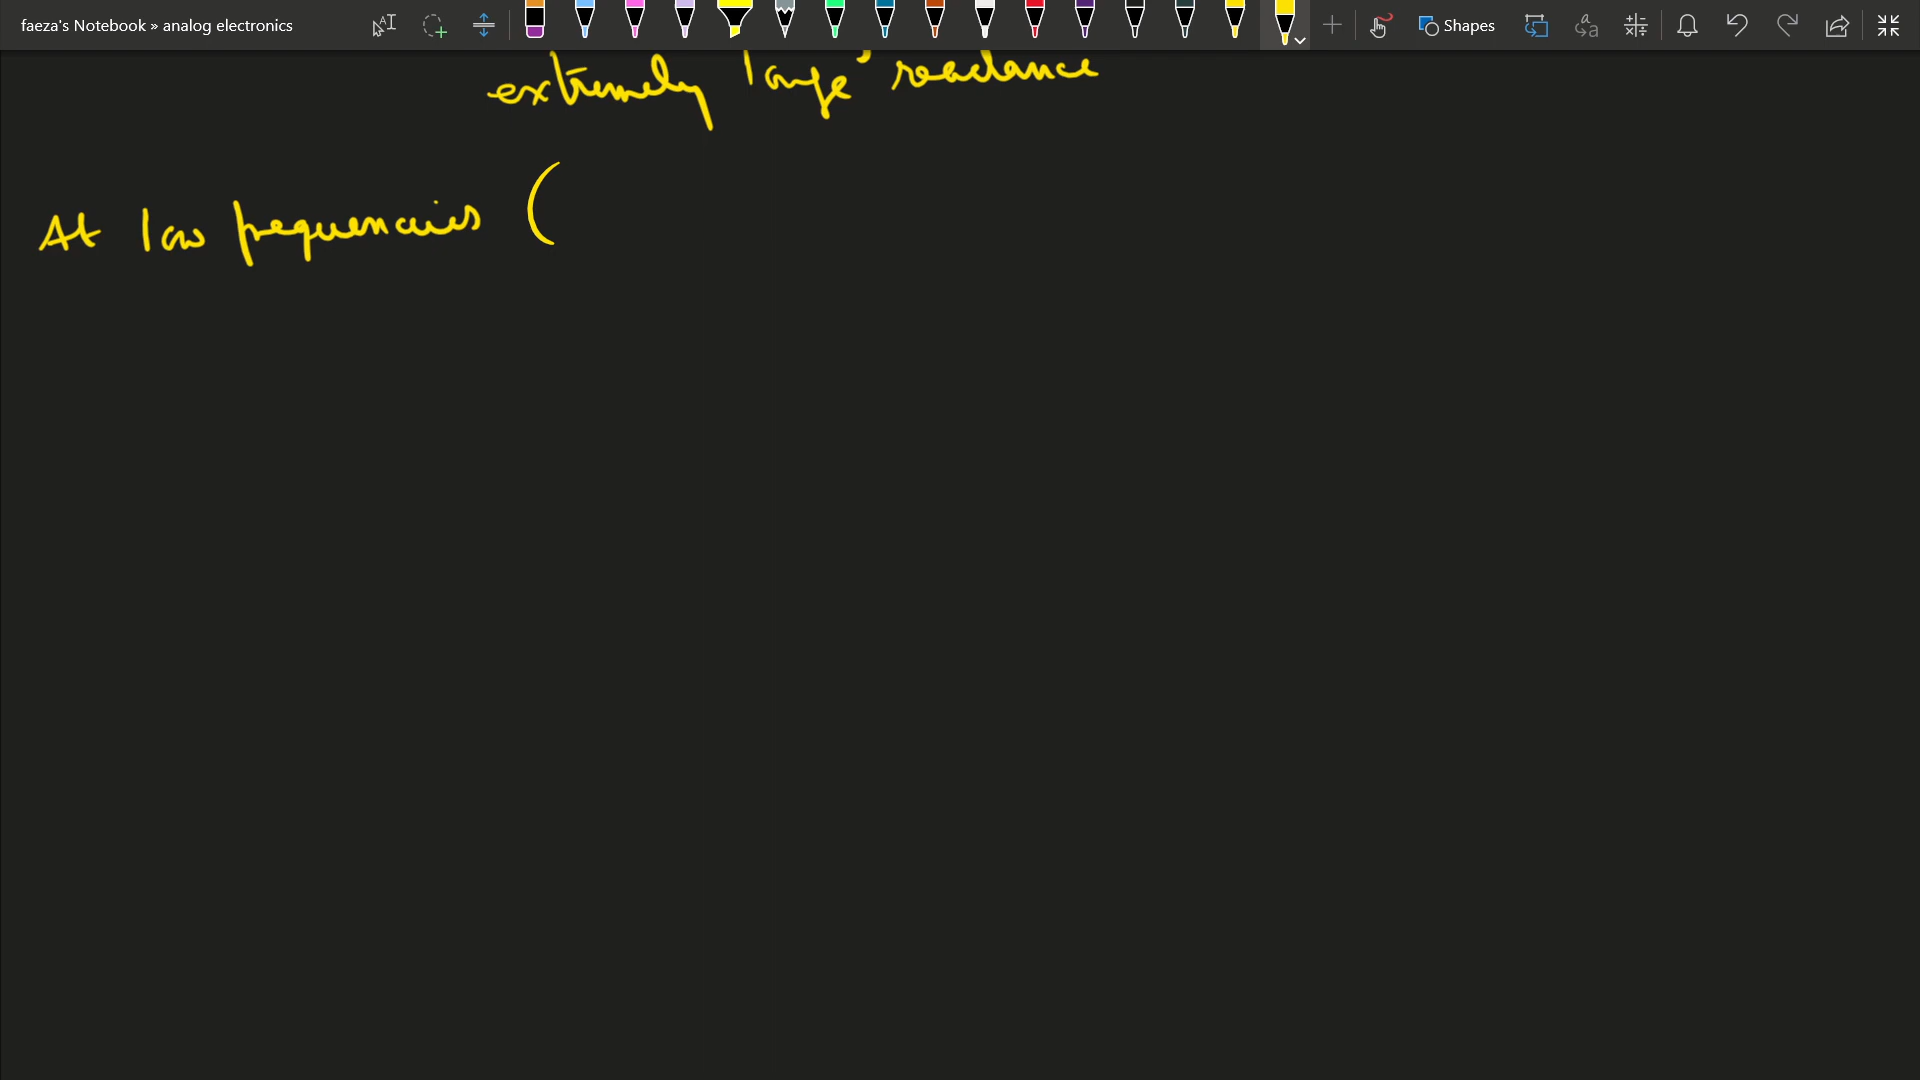 faeza's Notebook » analog electronics
Shapes
extremely large reactance
At low frequencies (